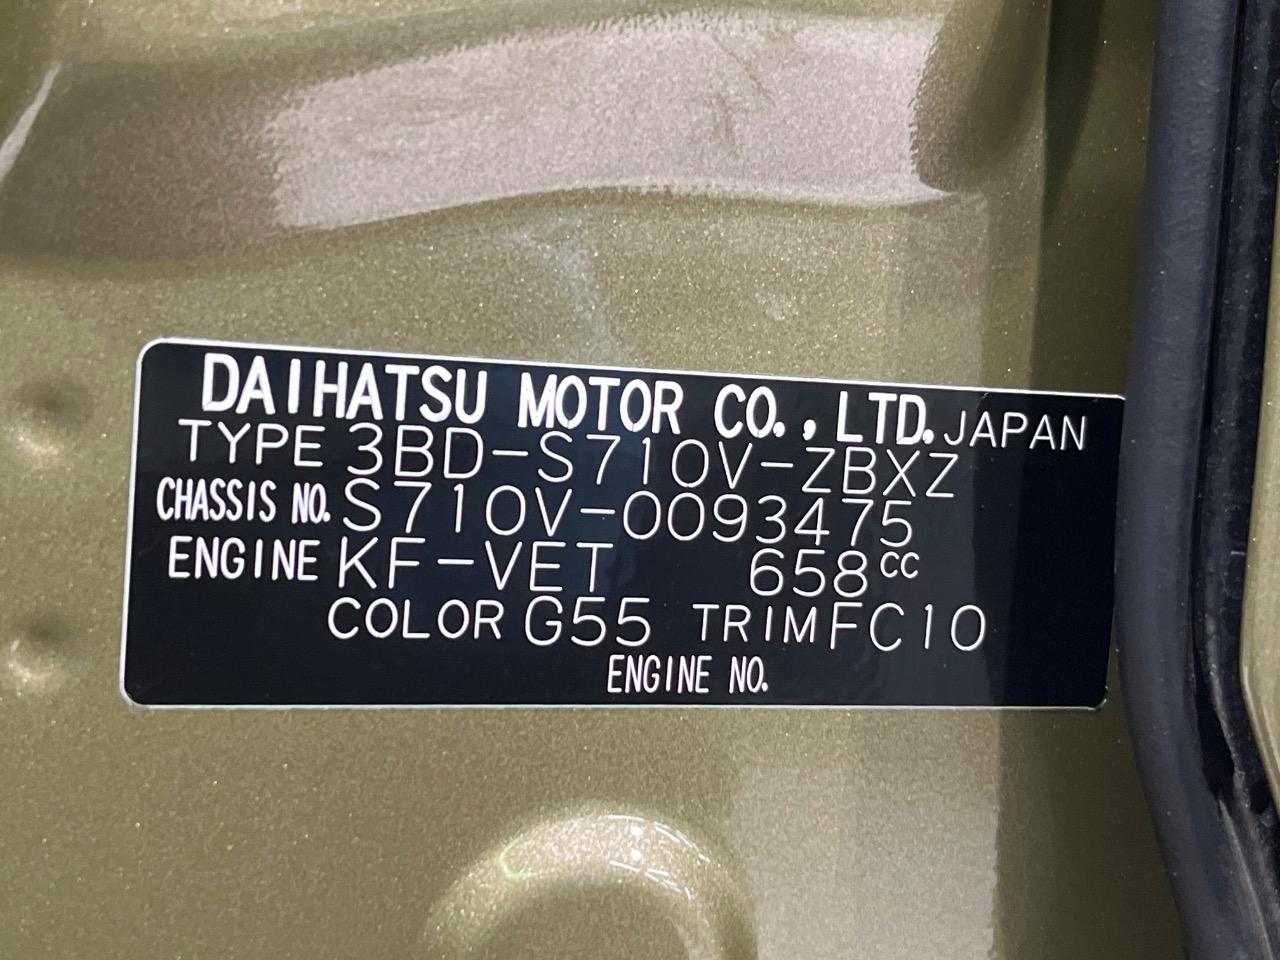 DAIHATSU MOTOR CO., LTD. JAPAN
TYPE 3BD-S710V-ZBXZ
CHASSIS NO. S710V-0093475
ENGINE KF-VET 658cc
COLOR G55 TRIM FC10
ENGINE NO.